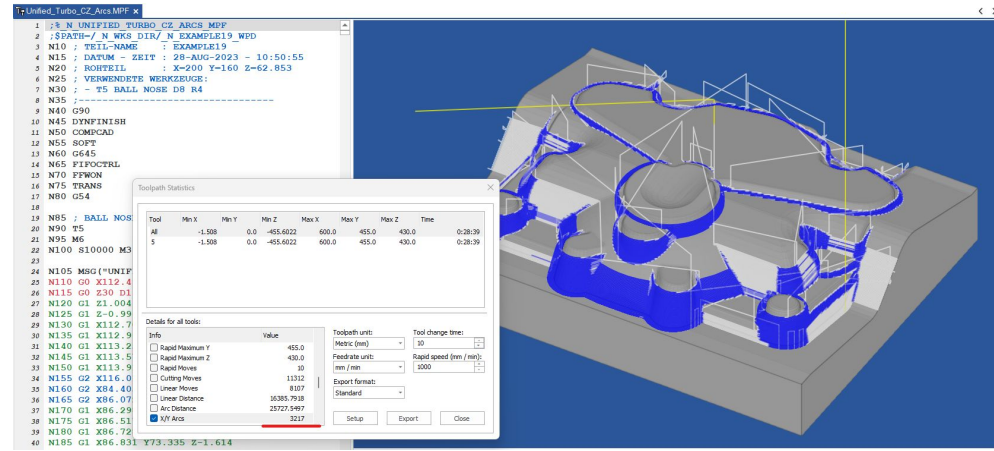 Unified_Turbo_CZ_Arcs.MPF ×
1 ;%_N_UNIFIED_TURBO_CZ_ARCS_MPF
2 ;$PATH=/_N_WKS_DIR/_N_EXAMPLE19_WPD
3 N10 ; TEIL-NAME : EXAMPLE19
4 N15 ; DATUM - ZEIT : 28-AUG-2023 - 10:50:55
5 N20 ; ROHTEIL : X=200 Y=160 Z=62.853
6 N25 ; VERWENDETE WERKZEUGE:
7 N30 ; - T5 BALL NOSE D8 R4
8 N35 ;--------------------------------
9 N40 G90
10 N45 DYNFINISH
11 N50 COMPCAD
12 N55 SOFT
13 N60 G645
14 N65 FIFOCTRL
15 N70 FFWON
16 N75 TRANS
17 N80 G54
18
19 N85 ; BALL NOS
20 N90 T5
21 N95 M6
22 N100 S10000 M3
23
24 N105 MSG("UNIF
25 N110 G0 X112.4
26 N115 G0 Z30 D1
27 N120 G1 Z1.004
28 N125 G1 Z-0.99
29 N130 G1 X112.7
30 N135 G1 X112.9
31 N140 G1 X113.2
32 N145 G1 X113.5
33 N150 G1 X113.9
34 N155 G2 X116.0
35 N160 G2 X84.40
36 N165 G2 X86.07
37 N170 G1 X86.29
38 N175 G1 X86.51
39 N180 G1 X86.72
40 N185 G1 X86.831 Y73.335 Z-1.614
Toolpath Statistics
Tool Min X Min Y Min Z Max X Max Y Max Z Time
All -1.508 0.0 -455.6022 600.0 455.0 430.0 0:28:39
5 -1.508 0.0 -455.6022 600.0 455.0 430.0 0:28:39
Details for all tools:
Info Value
Rapid Maximum Y 455.0
Rapid Maximum Z 430.0
Rapid Moves 10
Cutting Moves 11312
Linear Moves 8107
Linear Distance 16385.7918
Arc Distance 25727.5497
X/Y Arcs 3217
Toolpath unit: Tool change time:
Metric (mm) 10
Feedrate unit: Rapid speed (mm / min):
mm / min 1000
Export format:
Standard
Setup Export Close